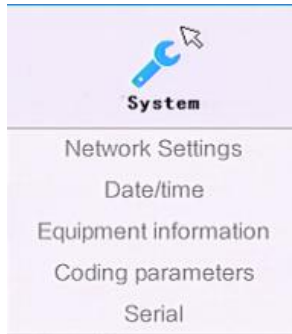 System
Network Settings
Date/time
Equipment information
Coding parameters
Serial